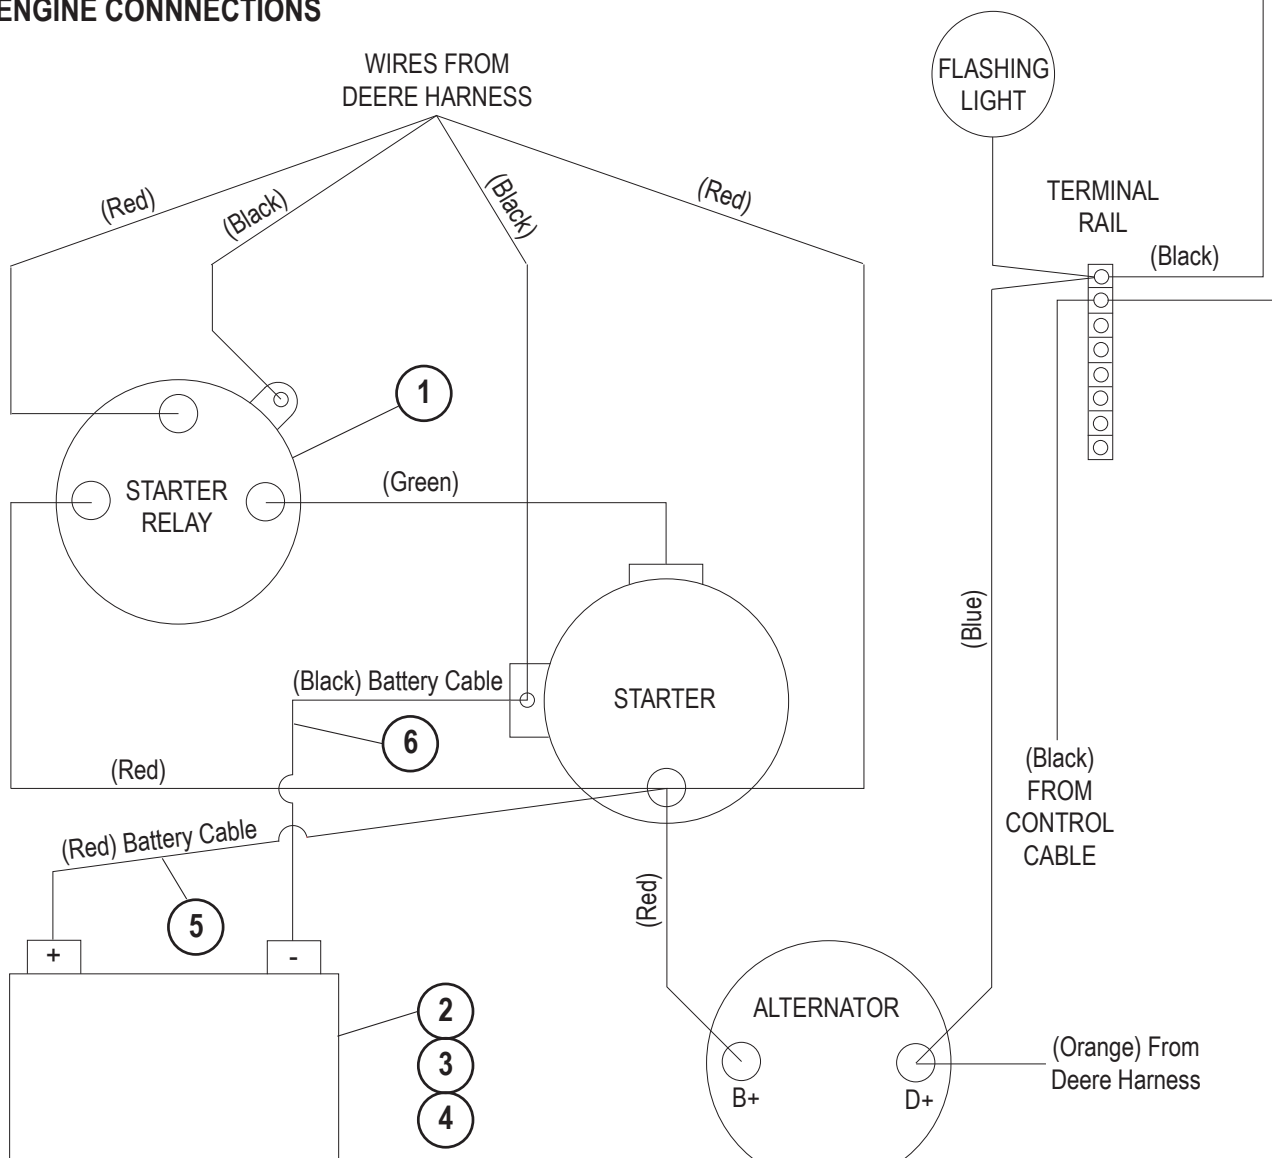 ENGINE CONNNECTIONS
WIRES FROM
DEERE HARNESS
(Red)
(Black)
(Black)
(Red)
FLASHING
LIGHT
TERMINAL
RAIL
(Black)
1
STARTER
RELAY
(Green)
(Blue)
(Black) Battery Cable
STARTER
6
(Red)
(Black)
FROM
CONTROL
CABLE
(Red) Battery Cable
5
(Red)
+
-
2
3
4
ALTERNATOR
B+
D+
(Orange) From
Deere Harness